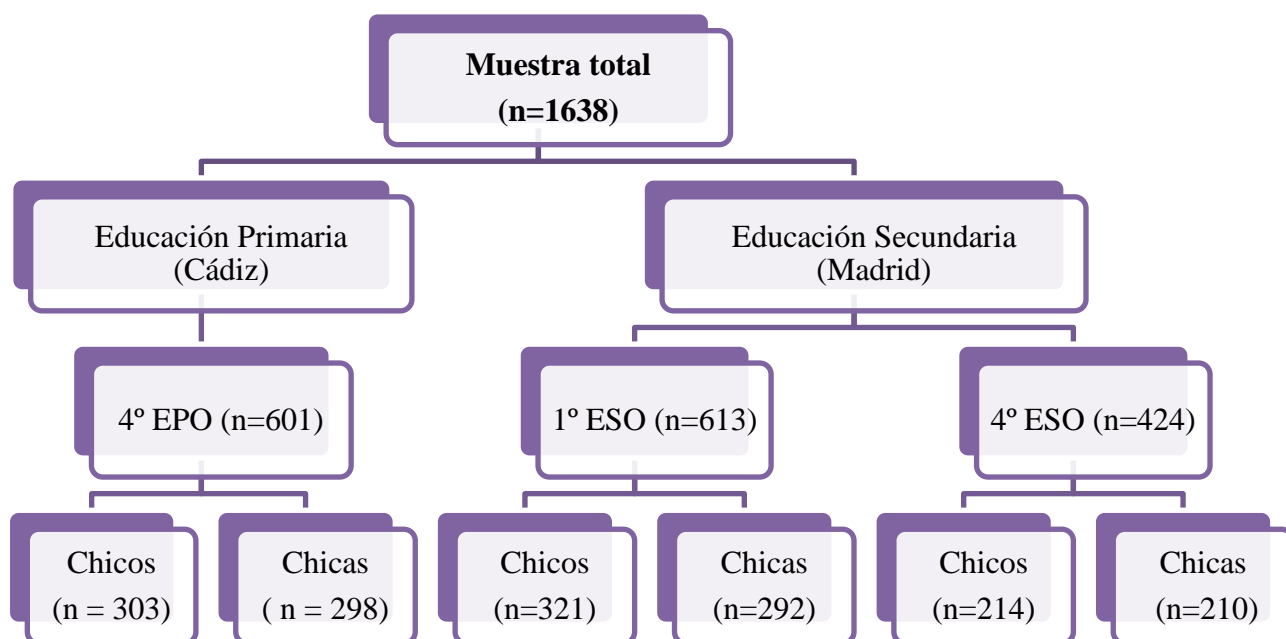 Muestra total
(n=1638)
Educación Primaria
(Cádiz)
Educación Secundaria
(Madrid)
4º EPO (n=601)
1º ESO (n=613)
4º ESO (n=424)
Chicos
(n = 303)
Chicas
( n = 298)
Chicos
(n=321)
Chicas
(n=292)
Chicos
(n=214)
Chicas
(n=210)